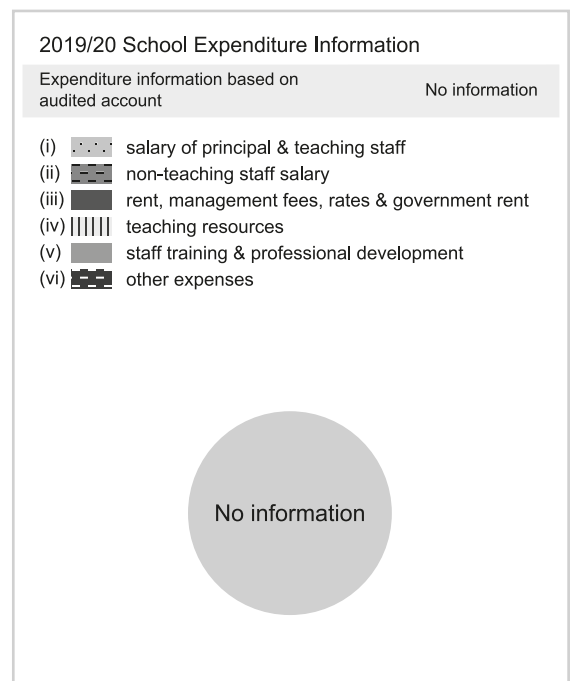 2019/20 School Expenditure Information
Expenditure information based on
audited account
No information
(i) salary of principal & teaching staff
(ii) non-teaching staff salary
(iii) rent, management fees, rates & government rent
(iv) teaching resources
(v) staff training & professional development
(vi) other expenses
No information